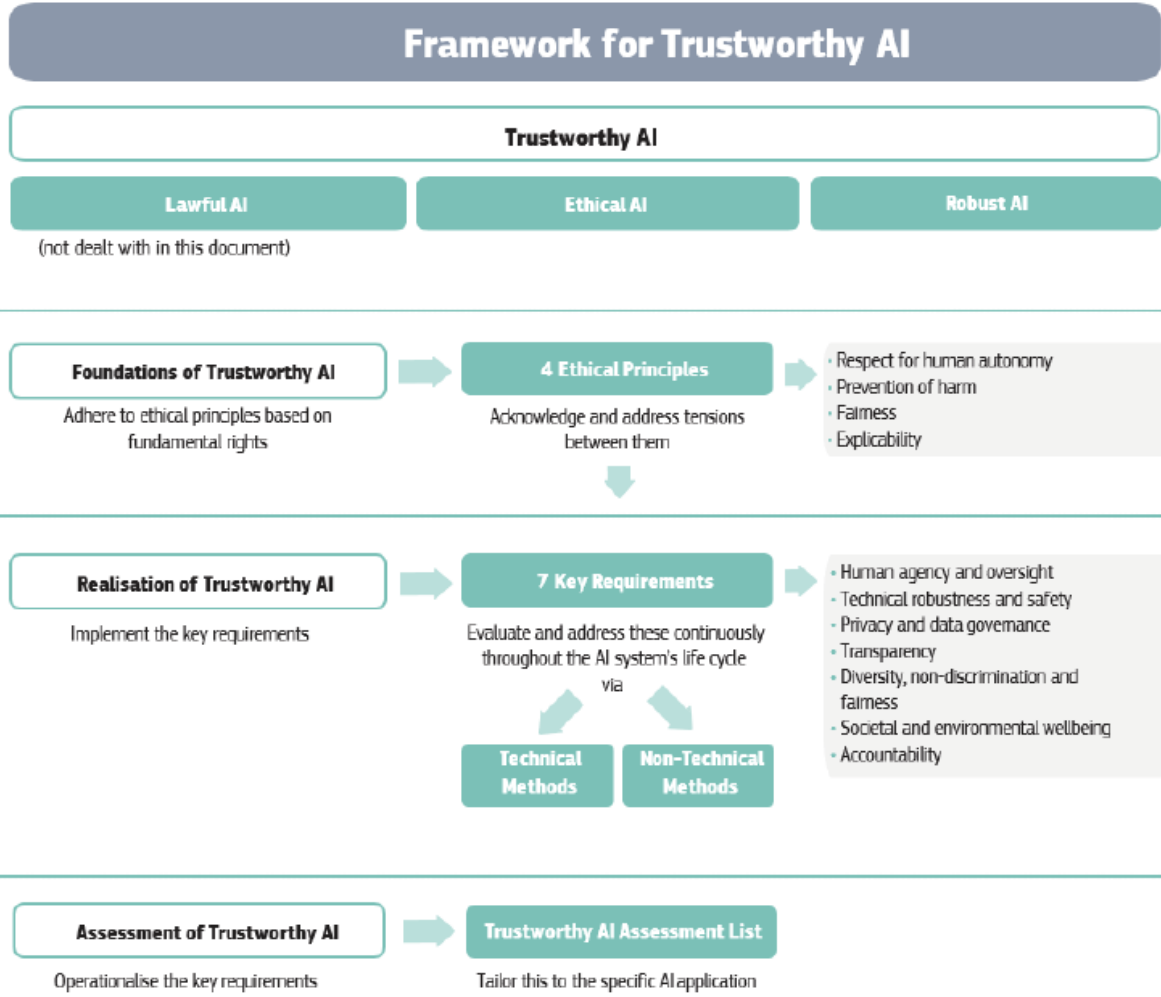 Framework for Trustworthy AI
Trustworthy AI
Lawful AI
Ethical AI
Robust AI
(not dealt with in this document)
Foundations of Trustworthy AI
Adhere to ethical principles based on
fundamental rights
4 Ethical Principles
Acknowledge and address tensions
between them
· Respect for human autonomy
· Prevention of harm
· Fairness
· Explicability
Realisation of Trustworthy AI
Implement the key requirements
7 Key Requirements
Evaluate and address these continuously
throughout the AI system's life cycle
via
Technical
Methods
Non-Technical
Methods
• Human agency and oversight
• Technical robustness and safety
• Privacy and data governance
• Transparency
• Diversity, non-discrimination and
fairness
• Societal and environmental wellbeing
• Accountability
Assessment of Trustworthy AI
Operationalise the key requirements
Trustworthy AI Assessment List
Tailor this to the specific AI application